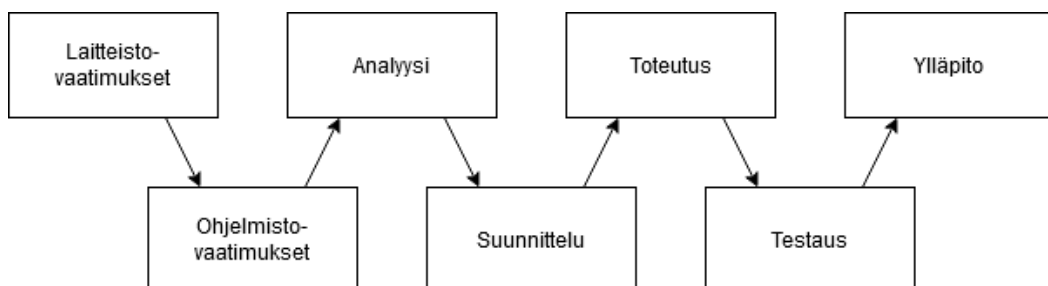 Laitteisto-
vaatimukset
Ohjelmisto-
vaatimukset
Analyysi
Suunnittelu
Toteutus
Testaus
Ylläpito